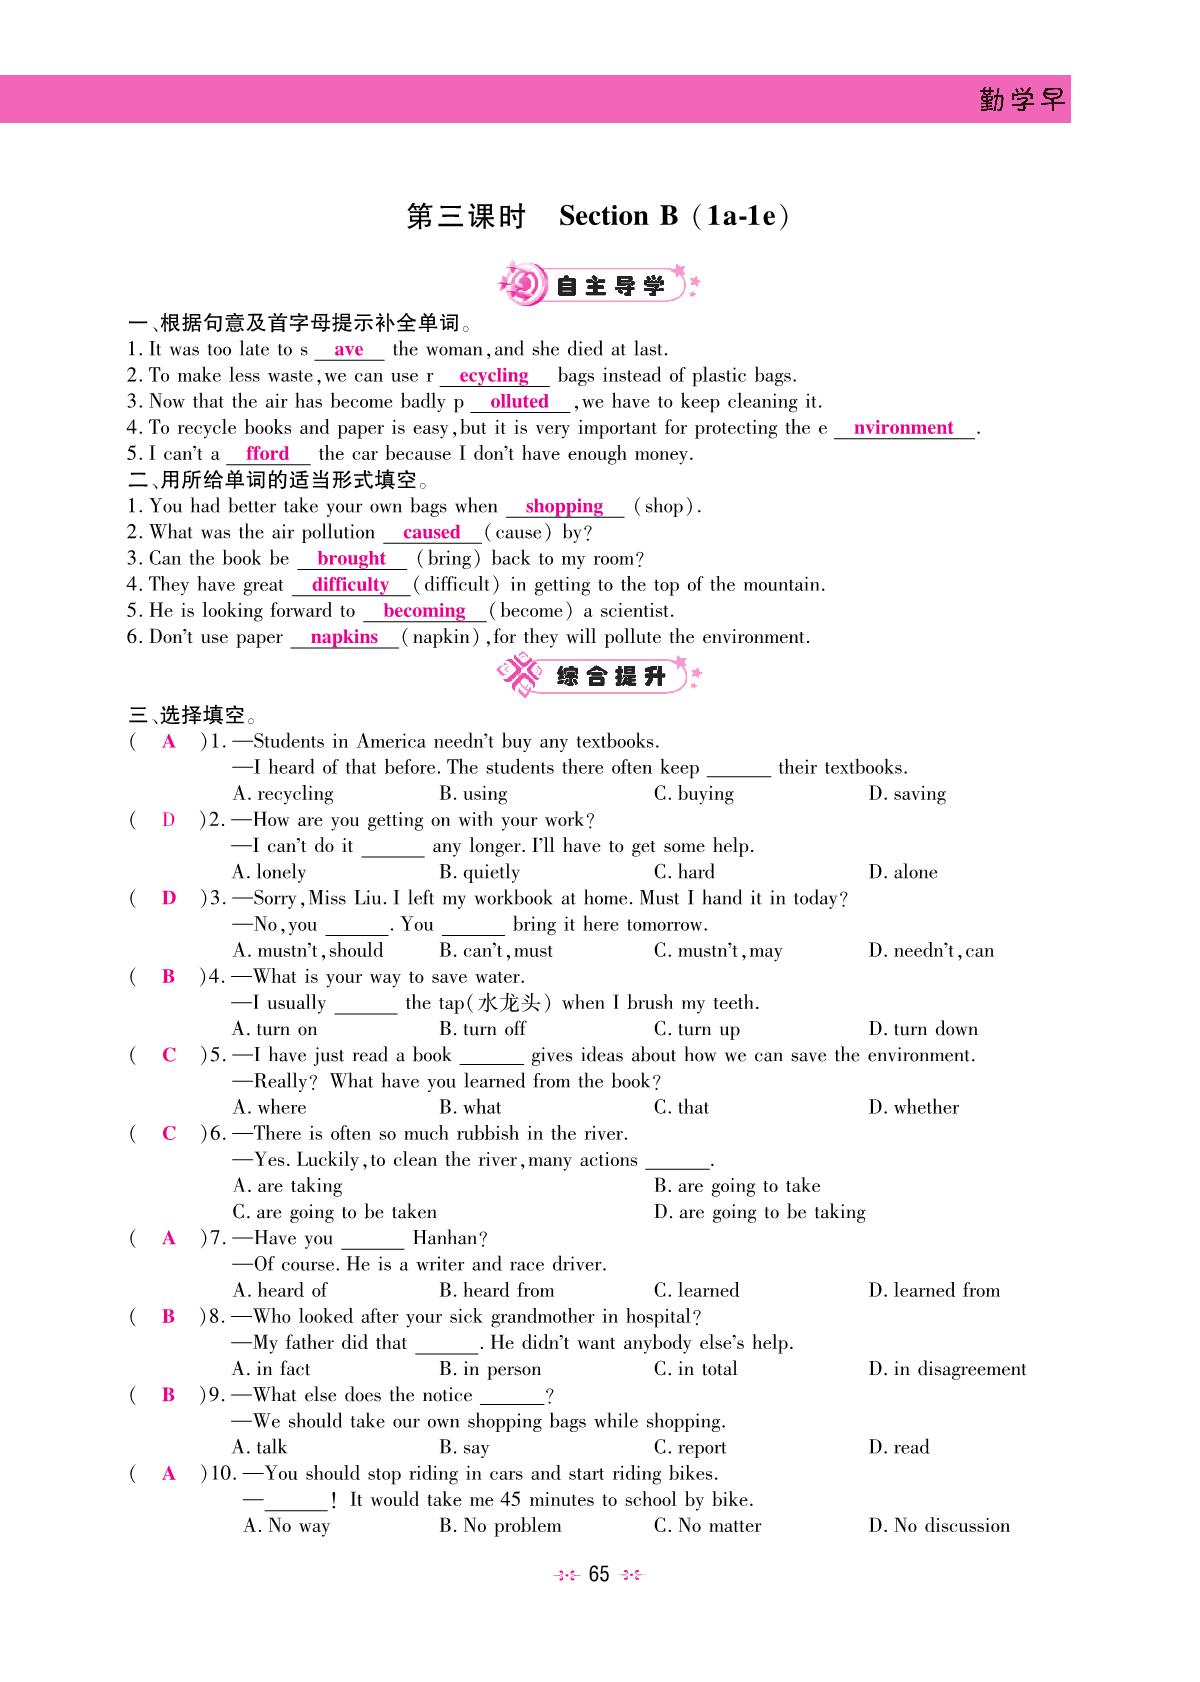 勤学早
第三课时 Section B (1a-1e)
自主导学
一、根据句意及首字母提示补全单词。
1. It was too late to s ave the woman, and she died at last.
2. To make less waste, we can use r ecycling bags instead of plastic bags.
3. Now that the air has become badly p olluted , we have to keep cleaning it.
4. To recycle books and paper is easy, but it is very important for protecting the e nvironment .
5. I can't a fford the car because I don't have enough money.
二、用所给单词的适当形式填空。
1. You had better take your own bags when shopping (shop).
2. What was the air pollution caused (cause) by?
3. Can the book be brought (bring) back to my room?
4. They have great difficulty (difficult) in getting to the top of the mountain.
5. He is looking forward to becoming (become) a scientist.
6. Don't use paper napkins (napkin), for they will pollute the environment.
综合提升
三、选择填空。
( A )1. —Students in America needn't buy any textbooks.
—I heard of that before. The students there often keep ______ their textbooks.
A. recycling B. using C. buying D. saving
( D )2. —How are you getting on with your work?
—I can't do it ______ any longer. I'll have to get some help.
A. lonely B. quietly C. hard D. alone
( D )3. —Sorry, Miss Liu. I left my workbook at home. Must I hand it in today?
—No, you ______. You ______ bring it here tomorrow.
A. mustn't, should B. can't, must C. mustn't, may D. needn't, can
( B )4. —What is your way to save water.
—I usually ______ the tap(水龙头) when I brush my teeth.
A. turn on B. turn off C. turn up D. turn down
( C )5. —I have just read a book ______ gives ideas about how we can save the environment.
—Really? What have you learned from the book?
A. where B. what C. that D. whether
( C )6. —There is often so much rubbish in the river.
—Yes. Luckily, to clean the river, many actions ______.
A. are taking B. are going to take
C. are going to be taken D. are going to be taking
( A )7. —Have you ______ Hanhan?
—Of course. He is a writer and race driver.
A. heard of B. heard from C. learned D. learned from
( B )8. —Who looked after your sick grandmother in hospital?
—My father did that ______. He didn't want anybody else's help.
A. in fact B. in person C. in total D. in disagreement
( B )9. —What else does the notice ______?
—We should take our own shopping bags while shopping.
A. talk B. say C. report D. read
( A )10. —You should stop riding in cars and start riding bikes.
—______! It would take me 45 minutes to school by bike.
A. No way B. No problem C. No matter D. No discussion
65